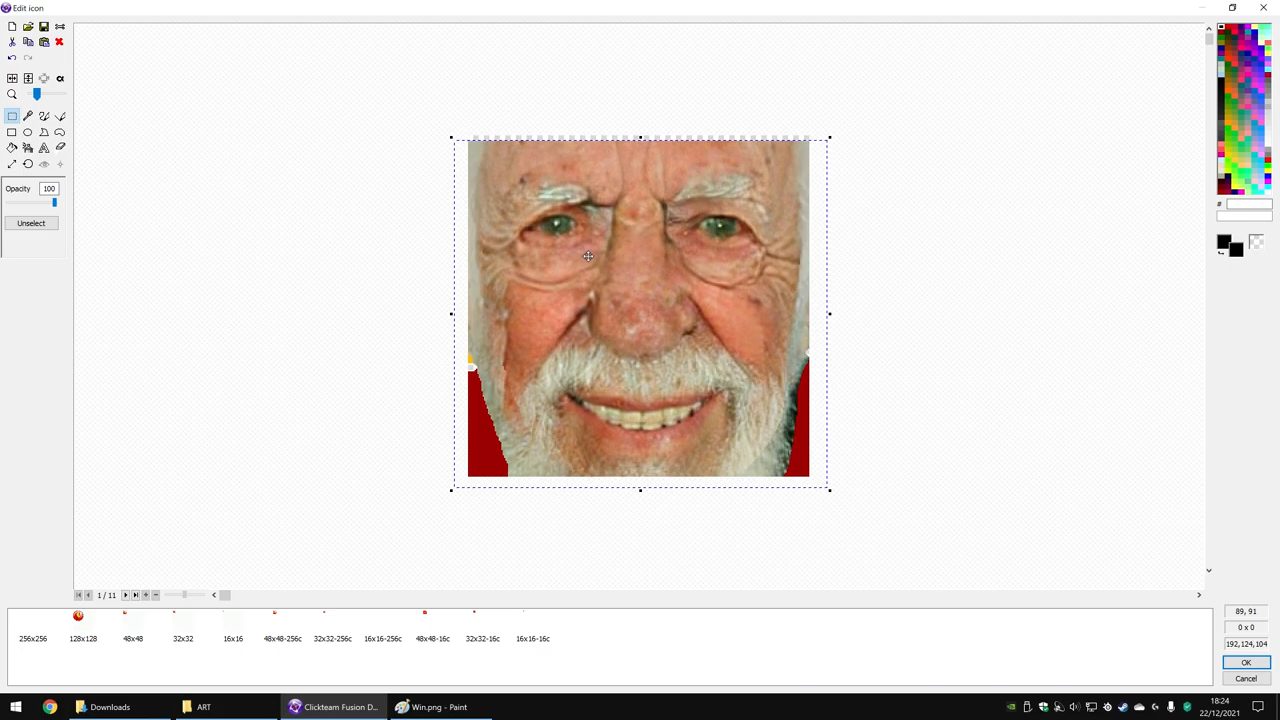 Edit icon
Opacity 100
Unselect
#
1 / 11
256x256 128x128 48x48 32x32 16x16 48x48-256c 32x32-256c 16x16-256c 48x48-16c 32x32-16c 16x16-16c
89, 91
0 x 0
192,124,104
OK
Cancel
Downloads ART Clickteam Fusion D... Win.png - Paint
18:24
22/12/2021